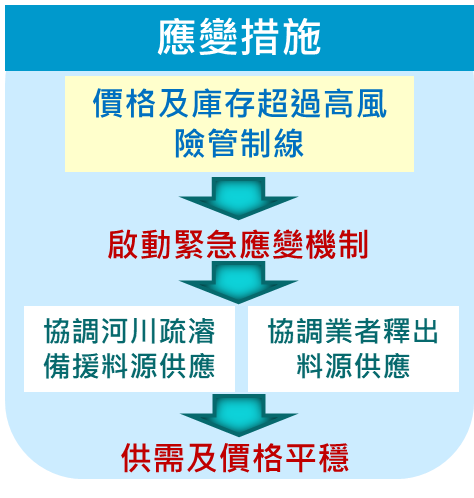 應變措施
價格及庫存超過高風
險管制線
啟動緊急應變機制
協調河川疏濬
備援料源供應
協調業者釋出
料源供應
供需及價格平穩